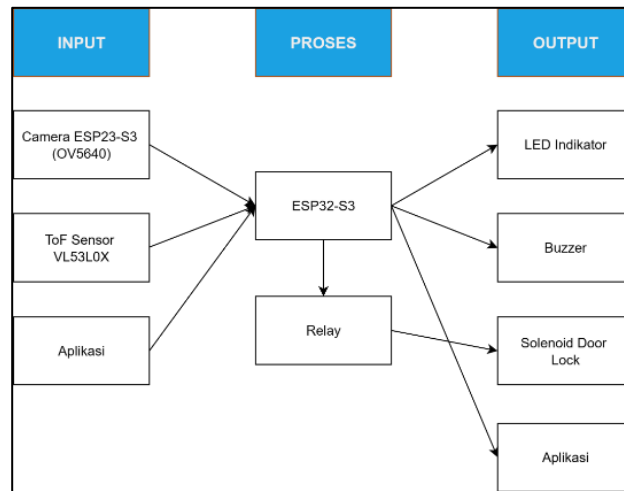 INPUT
PROSES
OUTPUT
Camera ESP23-S3
(OV5640)
ToF Sensor
VL53L0X
Aplikasi
ESP32-S3
Relay
LED Indikator
Buzzer
Solenoid Door
Lock
Aplikasi